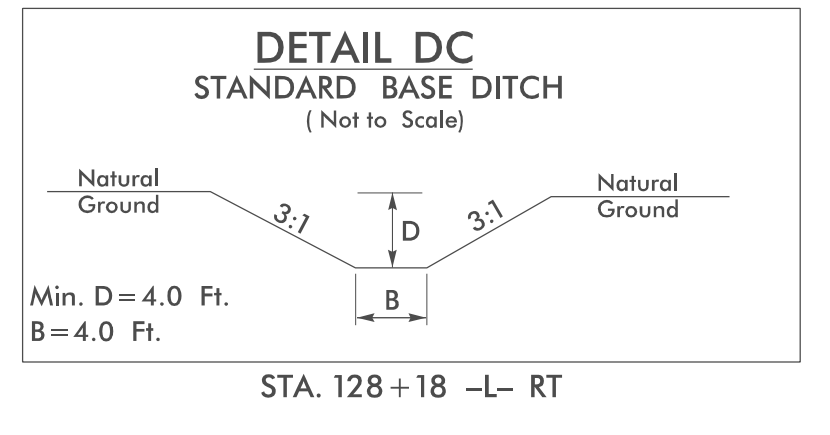 DETAIL DC
STANDARD BASE DITCH
( Not to Scale)
Natural
Ground
3:1
D
3:1
Natural
Ground
B
Min. D=4.0 Ft.
B=4.0 Ft.
STA. 128+18 -L- RT